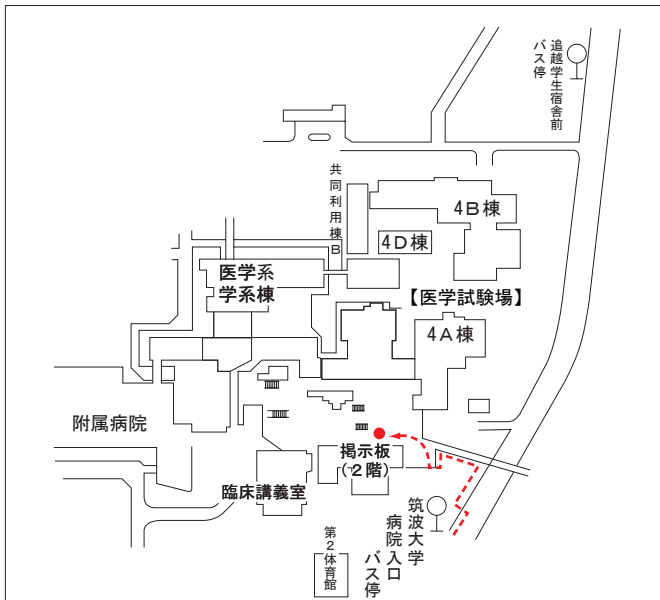 追越学生宿舎前
バス停
共同利用棟B
4B棟
4D棟
医学系
学系棟
【医学試験場】
4A棟
附属病院
掲示板
(2階)
臨床講義室
筑波大学
病院入口
バス停
第2体育館